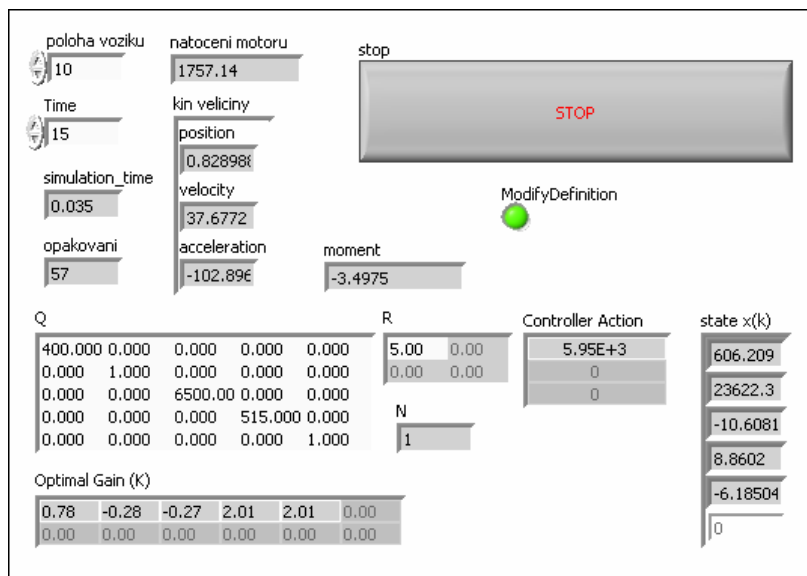 poloha voziku
10
natoceni motoru
1757.14
stop
STOP
Time
15
kin veliciny
position
0.828988
velocity
37.6772
acceleration
-102.896
simulation_time
0.035
opakovani
57
ModifyDefinition
moment
-3.4975
Q
400.000 0.000 0.000 0.000 0.000
0.000 1.000 0.000 0.000 0.000
0.000 0.000 6500.00 0.000 0.000
0.000 0.000 0.000 515.000 0.000
0.000 0.000 0.000 0.000 1.000
R
5.00 0.00
0.00 0.00
N
1
Controller Action
5.95E+3
0
0
state x(k)
606.209
23622.3
-10.6081
8.8602
-6.18504
0
Optimal Gain (K)
0.78 -0.28 -0.27 2.01 2.01 0.00
0.00 0.00 0.00 0.00 0.00 0.00